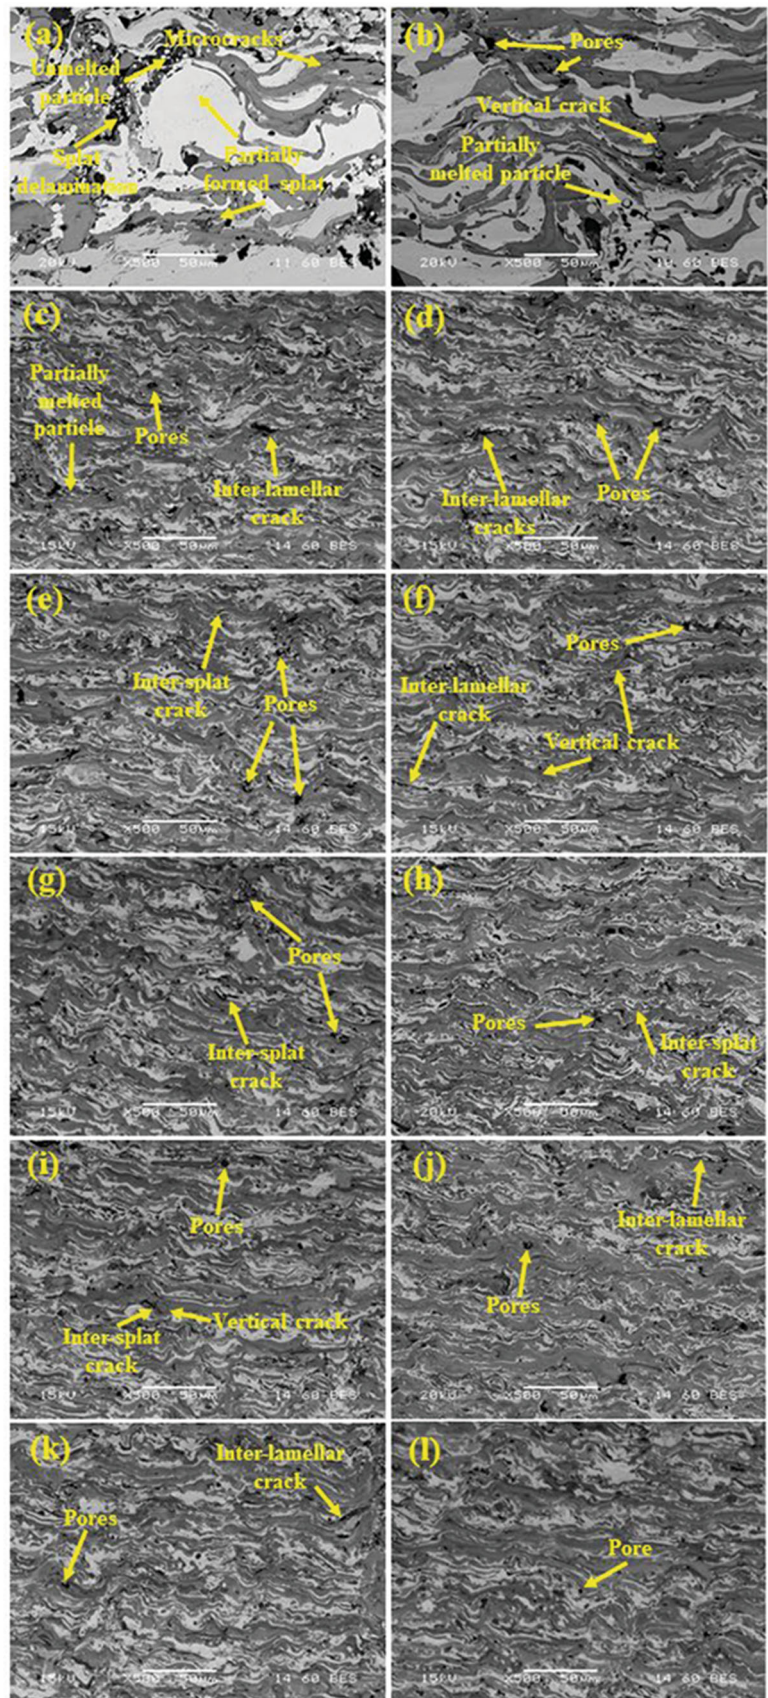 (a)
Microcracks
Unmelted
particle
Splat
delamination
Partially
formed splat
20kV X500 50μm 11 60 BES
(b)
Pores
Vertical crack
Partially
melted particle
20kV X500 50μm 10 60 BES
(c)
Partially
melted
particle
Pores
Inter-lamellar
crack
15kV X500 50μm 14 60 BES
(d)
Inter-lamellar
cracks
Pores
15kV X500 50μm 14 60 BES
(e)
Inter-splat
crack
Pores
15kV X500 50μm 14 60 BES
(f)
Pores
Inter-lamellar
crack
Vertical crack
15kV X500 50μm 14 60 BES
(g)
Pores
Inter-splat
crack
15kV X500 50μm 14 60 BES
(h)
Pores
Inter-splat
crack
20kV X500 50μm 14 60 BES
(i)
Pores
Inter-splat
crack
Vertical crack
15kV X500 50μm 14 60 BES
(j)
Inter-lamellar
crack
Pores
20kV X500 50μm 14 60 BES
(k)
Inter-lamellar
crack
Pores
15kV X500 50μm 14 60 BES
(l)
Pore
X500 50μm 14 60 BES